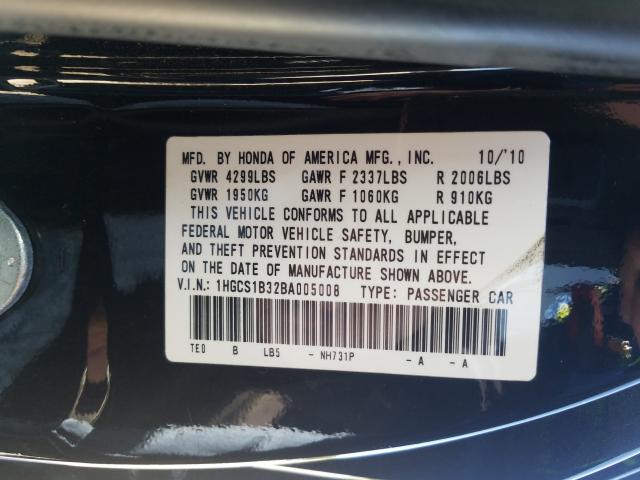 MFD. BY HONDA OF AMERICA MFG., INC. 10/'10
GVWR 4299LBS GAWR F 2337LBS R 2006LBS
GVWR 1950KG GAWR F 1060KG R 910KG
THIS VEHICLE CONFORMS TO ALL APPLICABLE
FEDERAL MOTOR VEHICLE SAFETY, BUMPER,
AND THEFT PREVENTION STANDARDS IN EFFECT
ON THE DATE OF MANUFACTURE SHOWN ABOVE.
V.I.N.: 1HGCS1B32BA005008 TYPE: PASSENGER CAR
TE0 B LB5 - NH731P - A - A